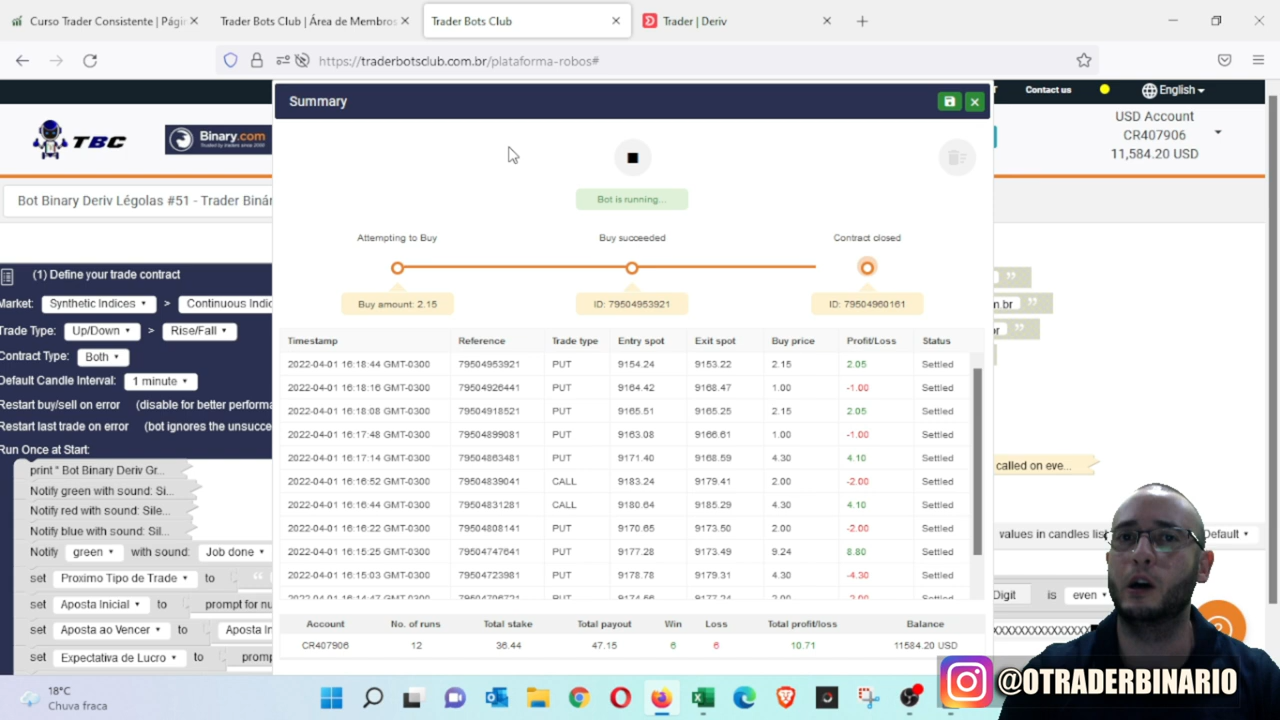 Curso Trader Consistente | Págin
Trader Bots Club | Área de Membros
Trader Bots Club
Trader | Deriv
https://traderbotsclub.com.br/plataforma-robos#
Contact us
English
TBC
Binary.com
USD Account
CR407906
11,584.20 USD
Bot Binary Deriv Légolas #51 - Trader Binár
Summary
Bot is running...
Attempting to Buy
Buy succeeded
Contract closed
Buy amount: 2.15
ID: 79504953921
ID: 79504960161
(1) Define your trade contract
Market: Synthetic Indices > Continuous Indic
Trade Type: Up/Down > Rise/Fall
Contract Type: Both
Default Candle Interval: 1 minute
Restart buy/sell on error (disable for better performa
Restart last trade on error (bot ignores the unsucce
Run Once at Start:
print " Bot Binary Deriv Gr...
Notify green with sound: Si...
Notify red with sound: Sile...
Notify blue with sound: Sil...
Notify green with sound: Job done
set Proximo Tipo de Trade to
set Aposta Inicial to prompt for nu
set Aposta ao Vencer to Aposta In
set Expectativa de Lucro to promp
Timestamp Reference Trade type Entry spot Exit spot Buy price Profit/Loss Status
2022-04-01 16:18:44 GMT-0300 79504953921 PUT 9154.24 9153.22 2.15 2.05 Settled
2022-04-01 16:18:16 GMT-0300 79504926441 PUT 9164.42 9168.47 1.00 -1.00 Settled
2022-04-01 16:18:08 GMT-0300 79504918521 PUT 9165.51 9165.25 2.15 2.05 Settled
2022-04-01 16:17:48 GMT-0300 79504899081 PUT 9163.08 9166.61 1.00 -1.00 Settled
2022-04-01 16:17:14 GMT-0300 79504863481 PUT 9171.40 9168.59 4.30 4.10 Settled
2022-04-01 16:16:52 GMT-0300 79504839041 CALL 9183.24 9179.41 2.00 -2.00 Settled
2022-04-01 16:16:44 GMT-0300 79504831281 CALL 9180.64 9185.29 4.30 4.10 Settled
2022-04-01 16:16:22 GMT-0300 79504808141 PUT 9170.65 9173.50 2.00 -2.00 Settled
2022-04-01 16:15:25 GMT-0300 79504747641 PUT 9177.28 9173.49 9.24 8.80 Settled
2022-04-01 16:15:03 GMT-0300 79504723981 PUT 9178.78 9179.31 4.30 -4.30 Settled
Account No. of runs Total stake Total payout Win Loss Total profit/loss Balance
CR407906 12 36.44 47.15 6 6 10.71 11584.20 USD
called on eve...
values in candles list Default
Digit is even
@OTRADERBINARIO
18°C
Chuva fraca